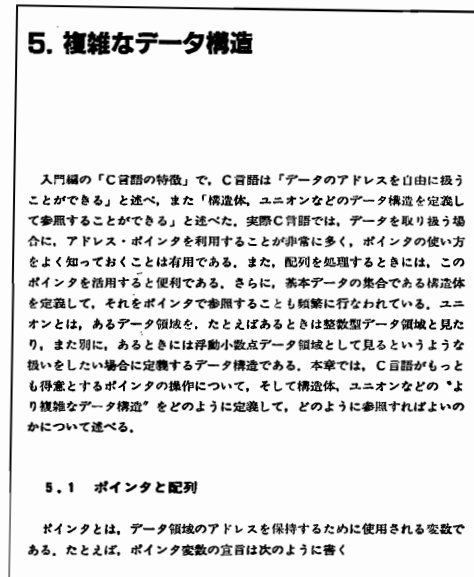 5. 複雑なデータ構造
入門編の「C言語の特徴」で，C言語は「データのアドレスを自由に扱う
ことができる」と述べ，また「構造体，ユニオンなどのデータ構造を定義し
て参照することができる」と述べた．実際C言語では，データを取り扱う場
合に，アドレス・ポインタを利用することが非常に多く，ポインタの使い方
をよく知っておくことは有用である．また，配列を処理するときには，この
ポインタを活用すると便利である．さらに，基本データの集合である構造体
を定義して，それをポインタで参照することも頻繁に行なわれている．ユニ
オンとは，あるデータ領域を，たとえばあるときは整数型データ領域と見た
り，また別に，あるときには浮動小数点データ領域として見るというような
扱いをしたい場合に定義するデータ構造である．本章では，C言語がもっと
も得意とするポインタの操作について，そして構造体，ユニオンなどの〝よ
り複雑なデータ構造〟をどのように定義して，どのように参照すればよいの
かについて述べる．
5.1 ポインタと配列
ポインタとは，データ領域のアドレスを保持するために使用される変数で
ある．たとえば，ポインタ変数の宣言は次のように書く